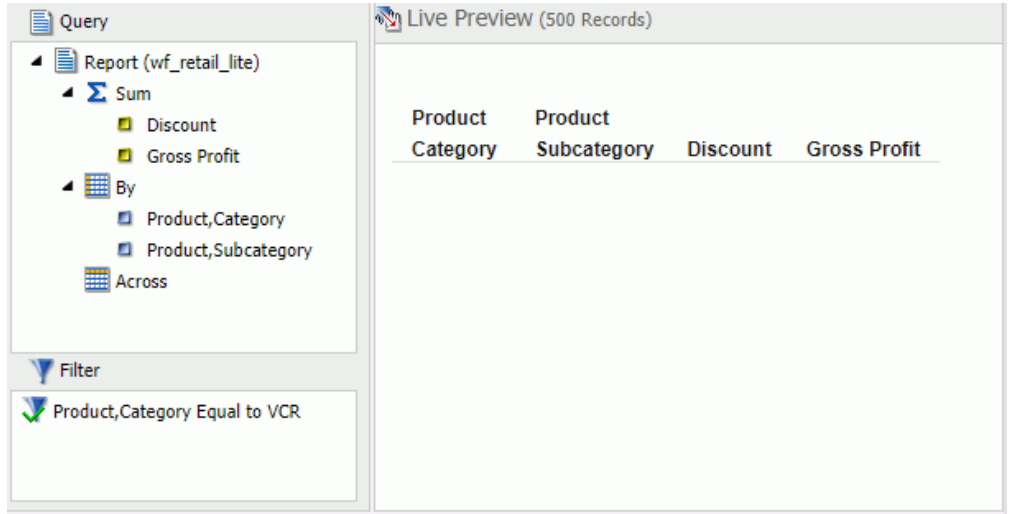 Query
Report (wf_retail_lite)
Sum
Discount
Gross Profit
By
Product,Category
Product,Subcategory
Across
Filter
Product,Category Equal to VCR
Live Preview (500 Records)
Product Product
Category Subcategory Discount Gross Profit